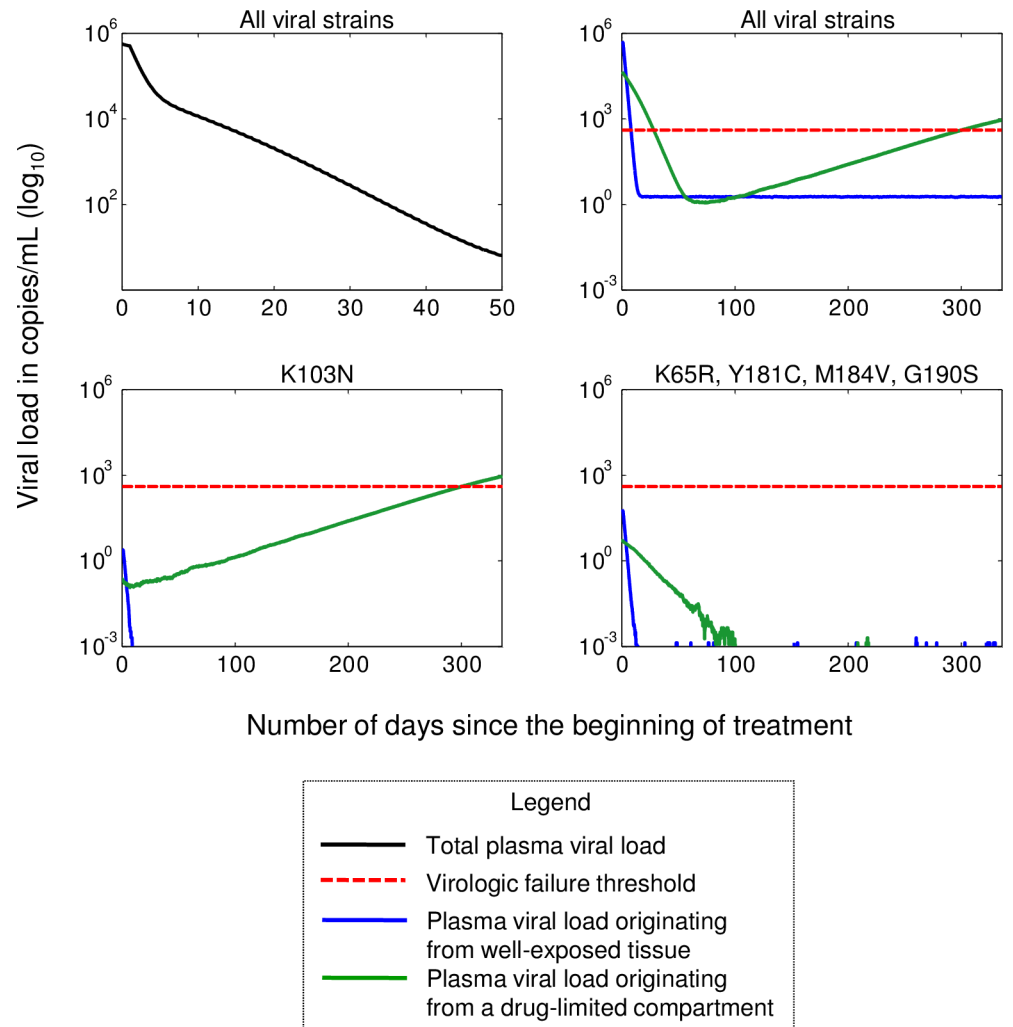 All viral strains
10^6
10^4
10^2
0 10 20 30 40 50
All viral strains
10^6
10^3
10^0
10^-3
0 100 200 300
Viral load in copies/mL (log_10)
K103N
10^6
10^3
10^0
10^-3
0 100 200 300
K65R, Y181C, M184V, G190S
10^6
10^3
10^0
10^-3
0 100 200 300
Number of days since the beginning of treatment
Legend
Total plasma viral load
Virologic failure threshold
Plasma viral load originating
from well-exposed tissue
Plasma viral load originating
from a drug-limited compartment